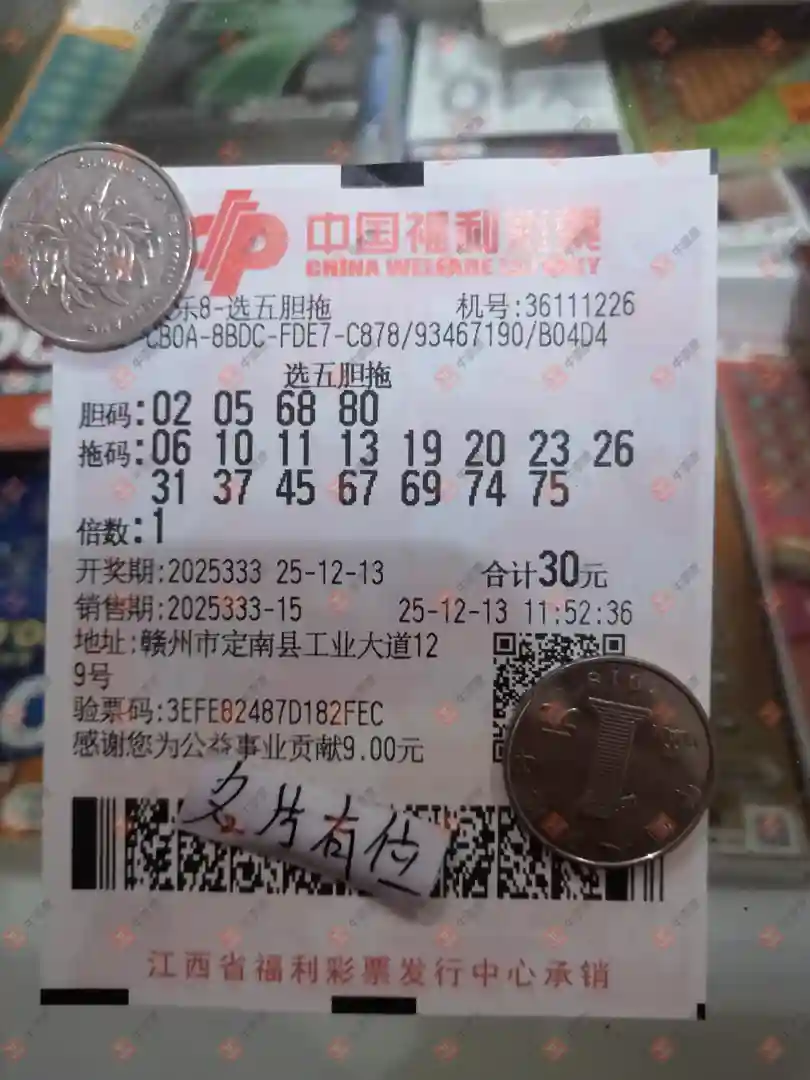 中国福利彩票
CHINA WELFARE LOTTERY
乐8-选五胆拖 机号:36111226
CB0A-8BDC-FDE7-C878/93467190/B04D4
选五胆拖
胆码:02 05 68 80
拖码:06 10 11 13 19 20 23 26
31 37 45 67 69 74 75
倍数:1
开奖期:2025333 25-12-13 合计30元
销售期:2025333-15 25-12-13 11:52:36
地址:赣州市定南县工业大道12
9号
验票码:3EFE82487D182FEC
感谢您为公益事业贡献9.00元
名片有位
江西省福利彩票发行中心承销